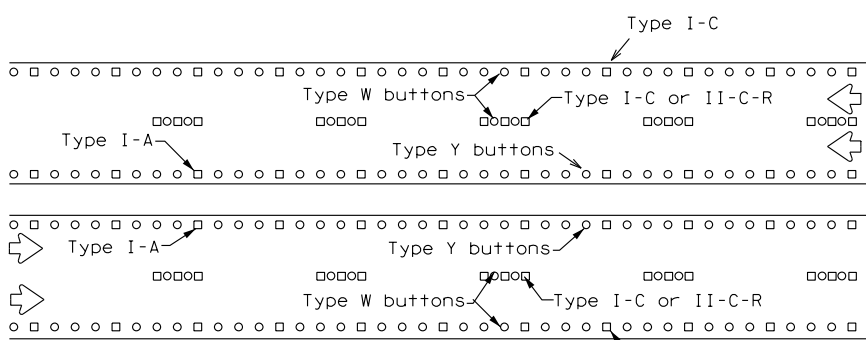 Type I-C
Type W buttons
Type I-C or II-C-R
Type I-A
Type Y buttons
Type I-A
Type Y buttons
Type W buttons
Type I-C or II-C-R